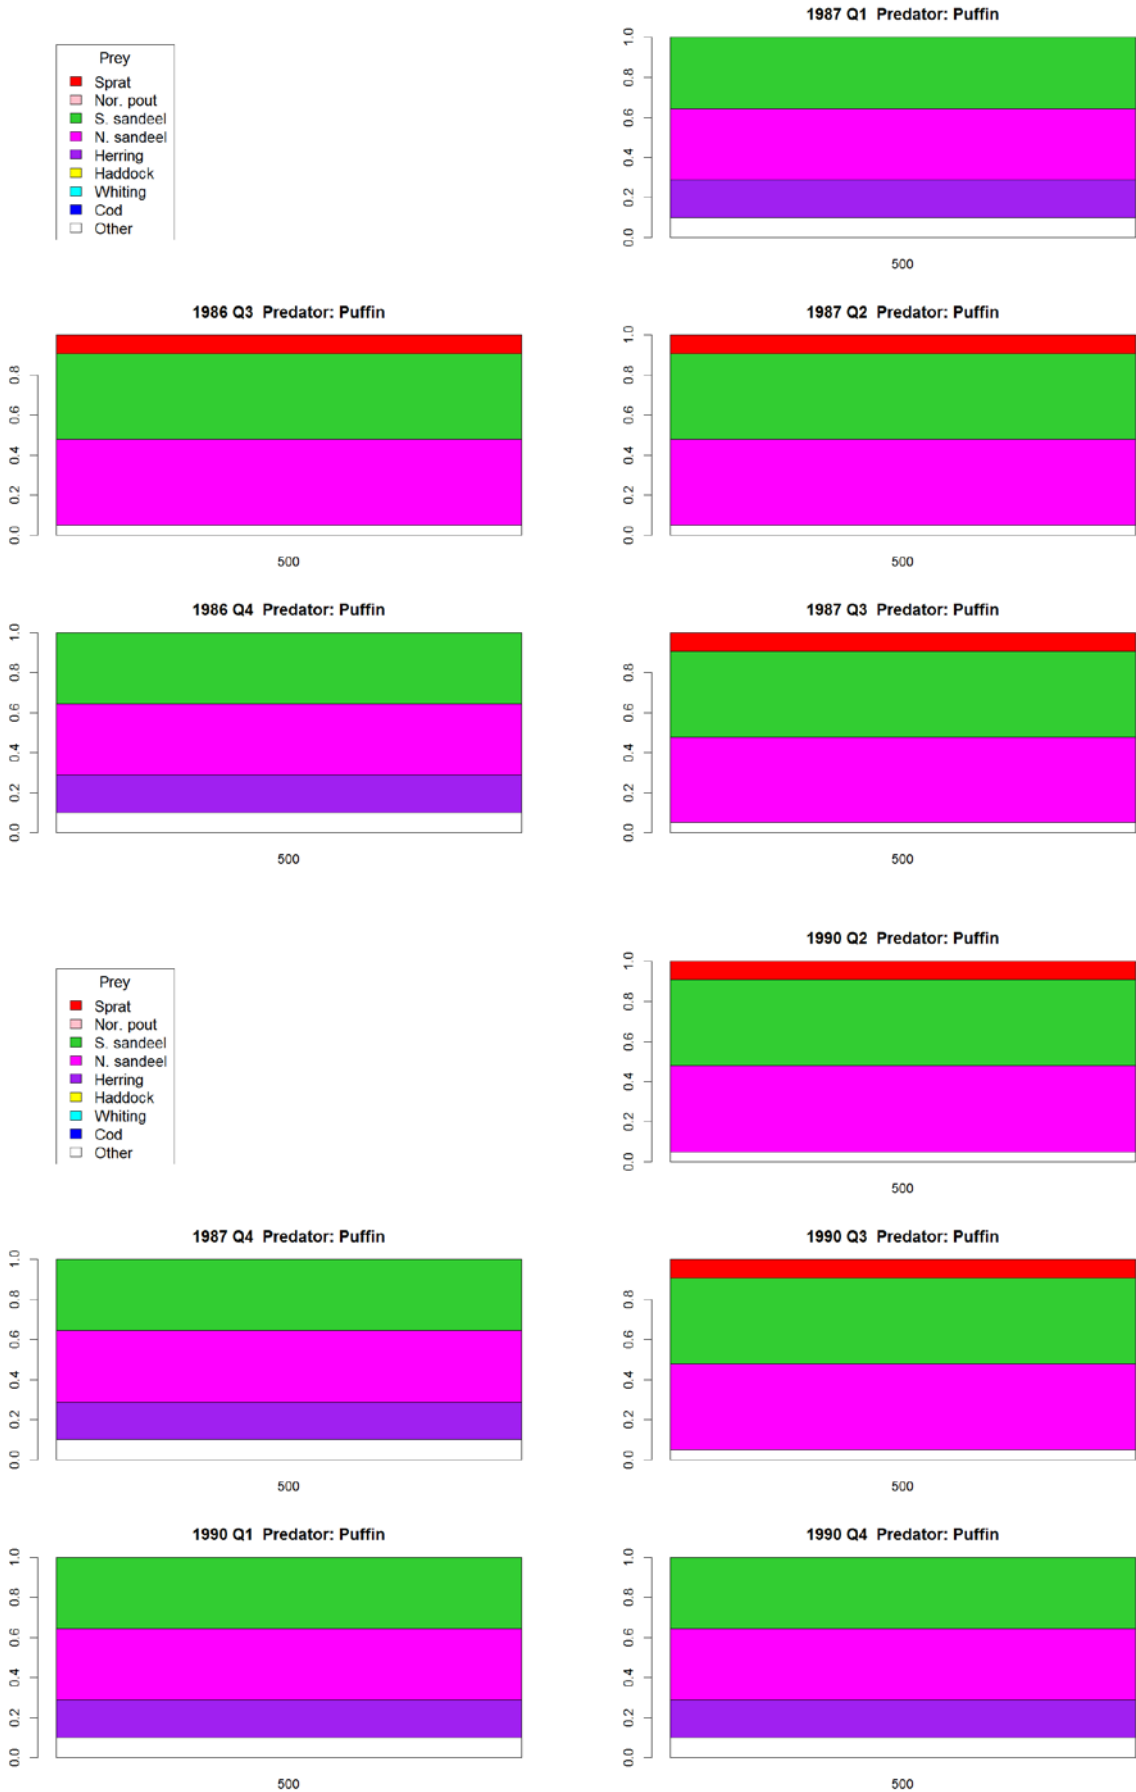 1987 Q1  Predator: Puffin
Prey
Sprat
Nor. pout
S. sandeel
N. sandeel
Herring
Haddock
Whiting
Cod
Other
0.0 0.2 0.4 0.6 0.8 1.0
500
1986 Q3  Predator: Puffin
0.0 0.2 0.4 0.6 0.8
500
1987 Q2  Predator: Puffin
0.0 0.2 0.4 0.6 0.8 1.0
500
1986 Q4  Predator: Puffin
0.0 0.2 0.4 0.6 0.8 1.0
500
1987 Q3  Predator: Puffin
0.0 0.2 0.4 0.6 0.8
500
1990 Q2  Predator: Puffin
Prey
Sprat
Nor. pout
S. sandeel
N. sandeel
Herring
Haddock
Whiting
Cod
Other
0.0 0.2 0.4 0.6 0.8 1.0
500
1987 Q4  Predator: Puffin
0.0 0.2 0.4 0.6 0.8 1.0
500
1990 Q3  Predator: Puffin
0.0 0.2 0.4 0.6 0.8
500
1990 Q1  Predator: Puffin
0.0 0.2 0.4 0.6 0.8 1.0
500
1990 Q4  Predator: Puffin
0.0 0.2 0.4 0.6 0.8 1.0
500